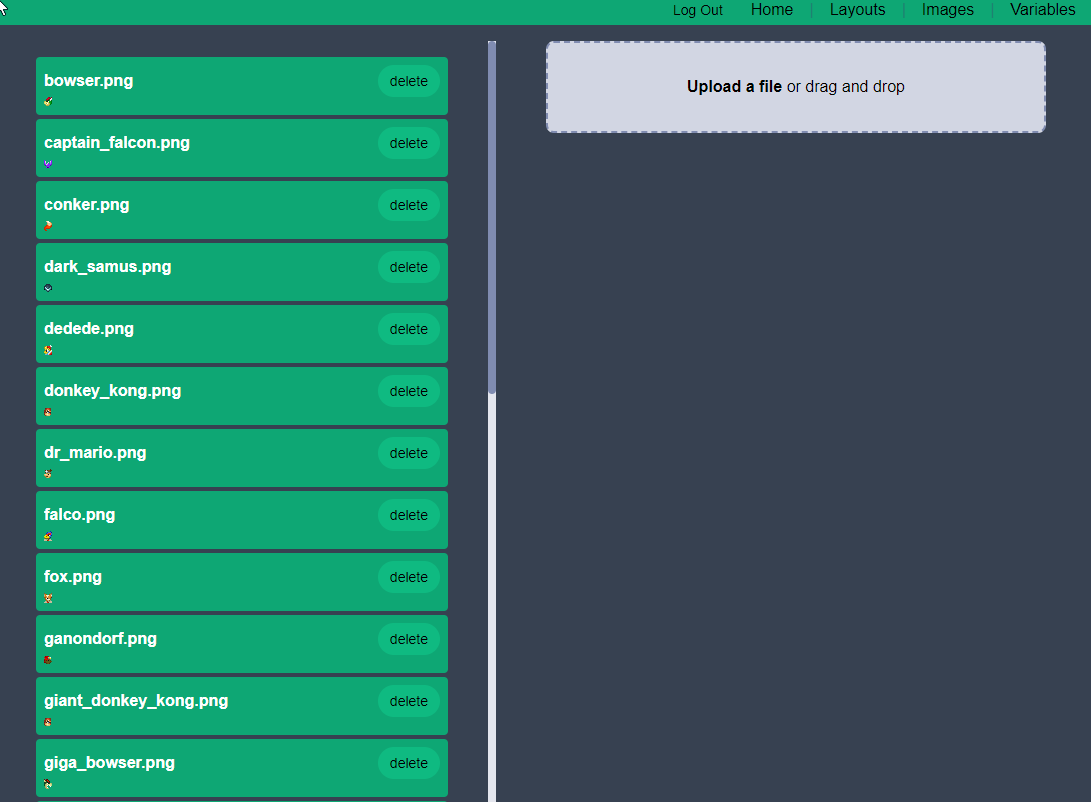 Log Out Home | Layouts | Images | Variables
bowser.png delete
captain_falcon.png delete
conker.png delete
dark_samus.png delete
dedede.png delete
donkey_kong.png delete
dr_mario.png delete
falco.png delete
fox.png delete
ganondorf.png delete
giant_donkey_kong.png delete
giga_bowser.png delete
Upload a file or drag and drop